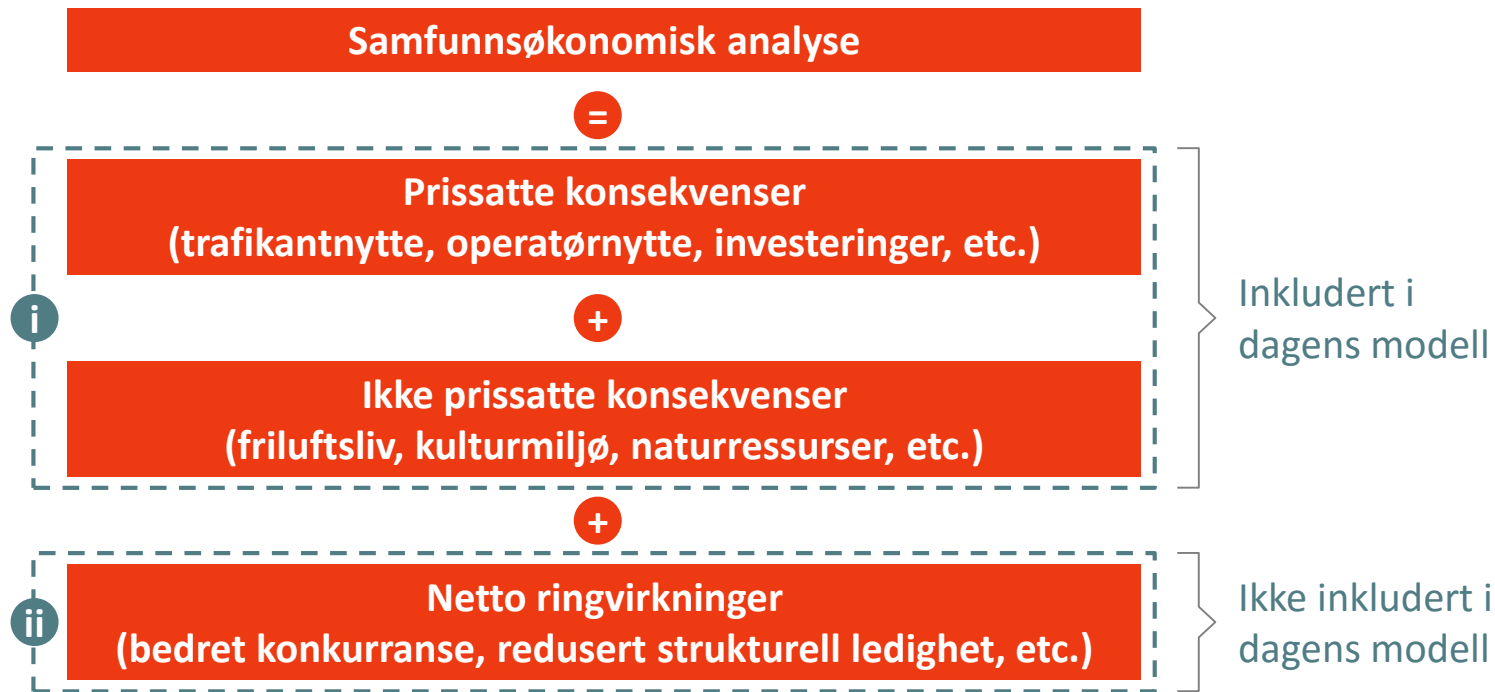 Samfunnsøkonomisk analyse
=
Prissatte konsekvenser
(trafikantnytte, operatørnytte, investeringer, etc.)
i
+
Inkludert i
dagens modell
Ikke prissatte konsekvenser
(friluftsliv, kulturmiljø, naturressurser, etc.)
+
ii
Netto ringvirkninger
(bedret konkurranse, redusert strukturell ledighet, etc.)
Ikke inkludert i
dagens modell